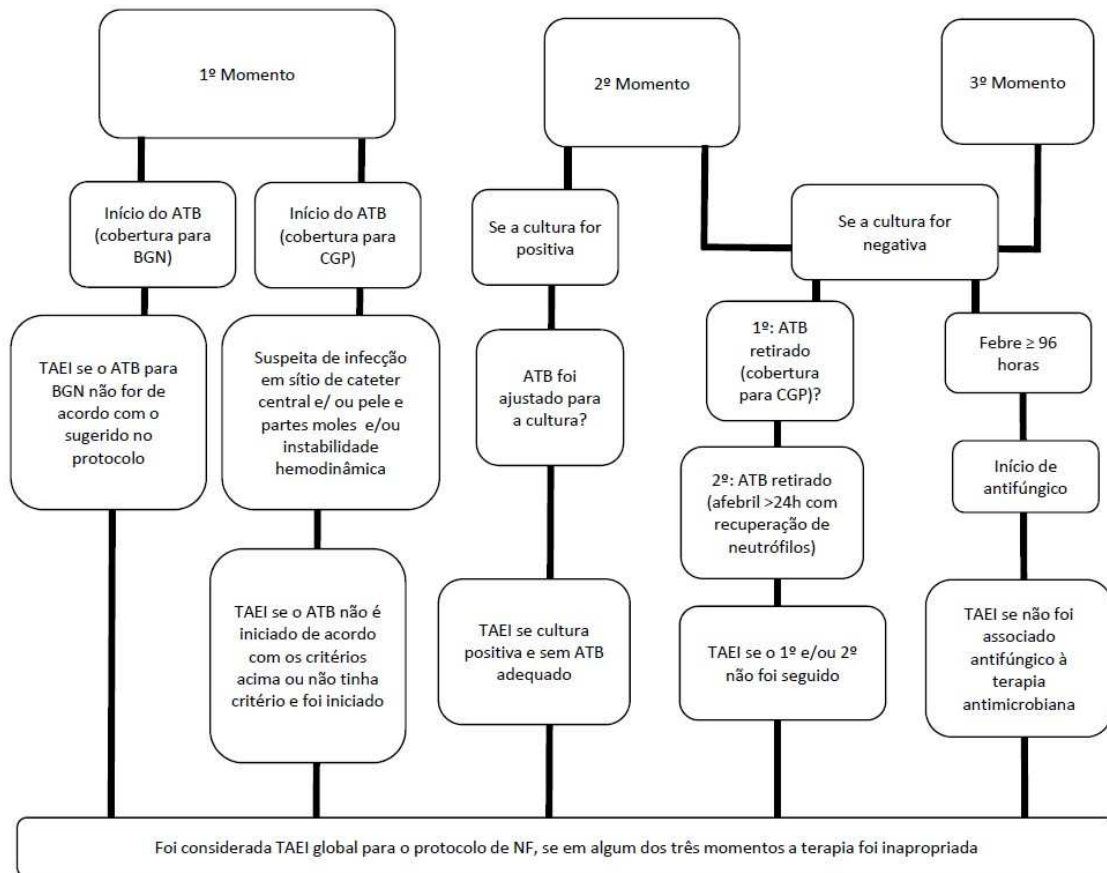 1º Momento
2º Momento
3º Momento
Início do ATB
(cobertura para
BGN)
Início do ATB
(cobertura para
CGP)
Se a cultura for
positiva
Se a cultura for
negativa
TAEI se o ATB para
BGN não for de
acordo com o
sugerido no
protocolo
Suspeita de infecção
em sítio de cateter
central e/ ou pele e
partes moles e/ou
instabilidade
hemodinâmica
ATB foi
ajustado para
a cultura?
1º: ATB
retirado
(cobertura
para CGP)?
Febre ≥ 96
horas
2º: ATB retirado
(afebril >24h com
recuperação de
neutrófilos)
Início de
antifúngico
TAEI se o ATB não é
iniciado de acordo
com os critérios
acima ou não tinha
critério e foi iniciado
TAEI se cultura
positiva e sem ATB
adequado
TAEI se o 1º e/ou 2º
não foi seguido
TAEI se não foi
associado
antifúngico à
terapia
antimicrobiana
Foi considerada TAEI global para o protocolo de NF, se em algum dos três momentos a terapia foi inapropriada